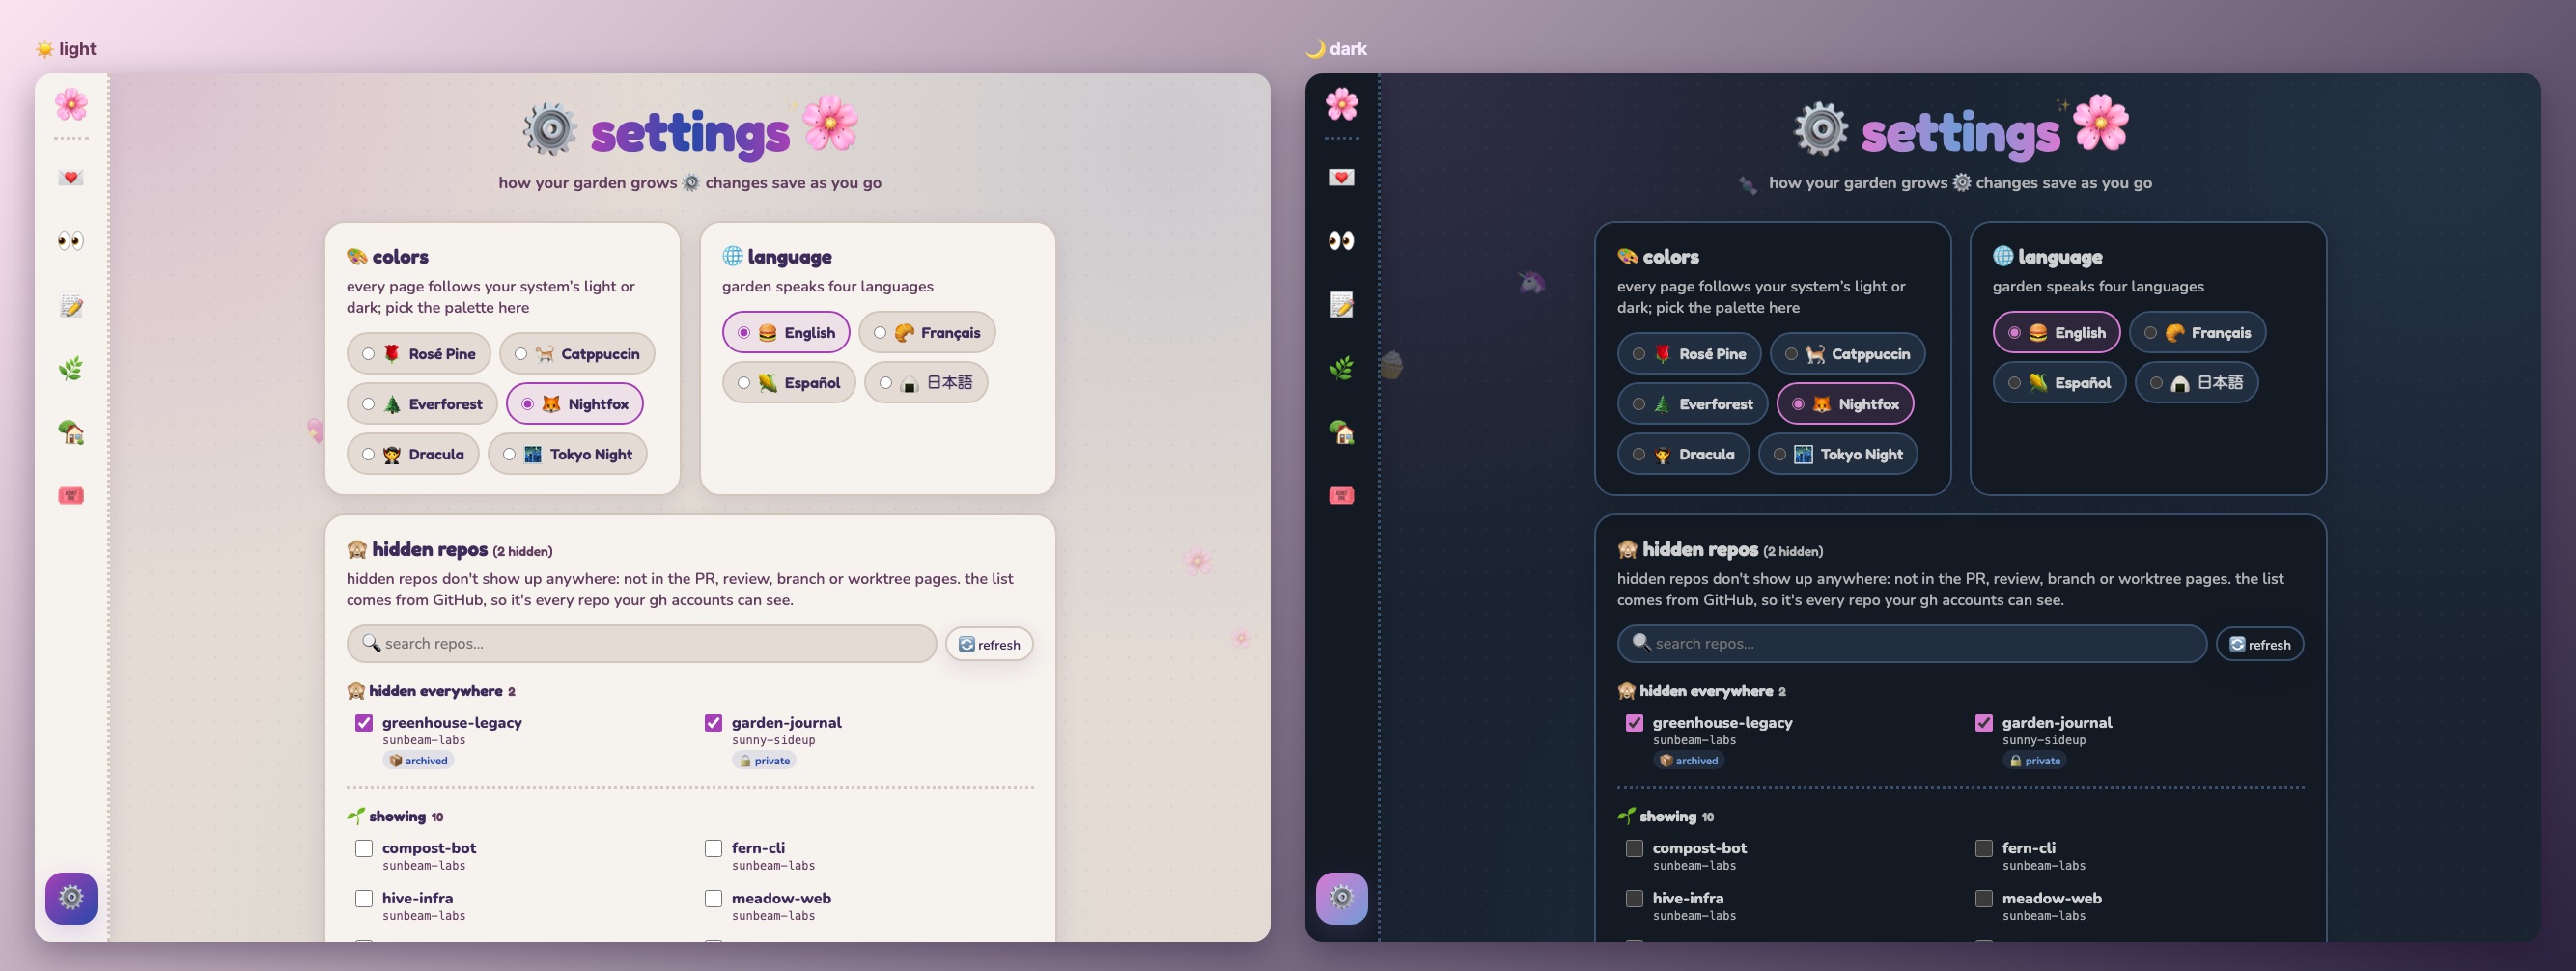 light
settings
how your garden grows changes save as you go
colors
every page follows your system's light or
dark; pick the palette here
Rosé Pine
Catppuccin
Everforest
Nightfox
Dracula
Tokyo Night
language
garden speaks four languages
English
Français
Español
日本語
hidden repos (2 hidden)
hidden repos don't show up anywhere: not in the PR, review, branch or worktree pages. the list
comes from GitHub, so it's every repo your gh accounts can see.
search repos...
refresh
hidden everywhere 2
greenhouse-legacy
sunbeam-labs
archived
garden-journal
sunny-sideup
private
showing 10
compost-bot
sunbeam-labs
fern-cli
sunbeam-labs
hive-infra
sunbeam-labs
meadow-web
sunbeam-labs
dark
settings
how your garden grows changes save as you go
colors
every page follows your system's light or
dark; pick the palette here
Rosé Pine
Catppuccin
Everforest
Nightfox
Dracula
Tokyo Night
language
garden speaks four languages
English
Français
Español
日本語
hidden repos (2 hidden)
hidden repos don't show up anywhere: not in the PR, review, branch or worktree pages. the list
comes from GitHub, so it's every repo your gh accounts can see.
search repos...
refresh
hidden everywhere 2
greenhouse-legacy
sunbeam-labs
archived
garden-journal
sunny-sideup
private
showing 10
compost-bot
sunbeam-labs
fern-cli
sunbeam-labs
hive-infra
sunbeam-labs
meadow-web
sunbeam-labs